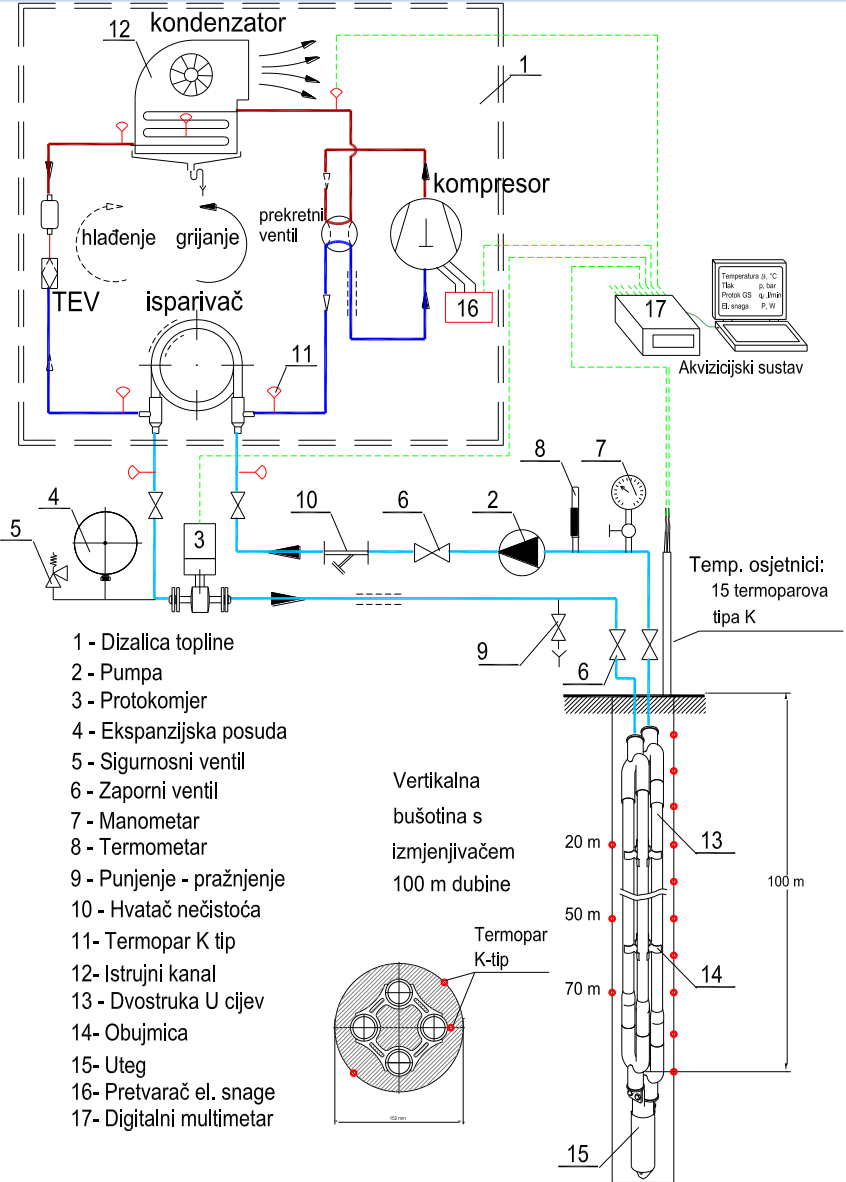 kondenzator
12
1
kompresor
prekretni
ventil
hlađenje
grijanje
TEV
isparivač
16
17
Temperatura ϑ, °C
Tlak p, bar
Protok GS qᵥ l/min
El. snaga P, W
Akvizicijski sustav
11
8
7
4
10
6
2
5
3
Temp. osjetnici:
15 termoparova
tipa K
9
6
1 - Dizalica topline
2 - Pumpa
3 - Protokomjer
4 - Ekspanzijska posuda
5 - Sigurnosni ventil
6 - Zaporni ventil
7 - Manometar
8 - Termometar
9 - Punjenje - pražnjenje
10 - Hvatač nečistoća
11- Termopar K tip
12- Istrujni kanal
13 - Dvostruka U cijev
14- Obujmica
15- Uteg
16- Pretvarač el. snage
17- Digitalni multimetar
Vertikalna
bušotina s
izmjenjivačem
100 m dubine
20 m
13
100 m
50 m
Termopar
K-tip
14
70 m
152 mm
15